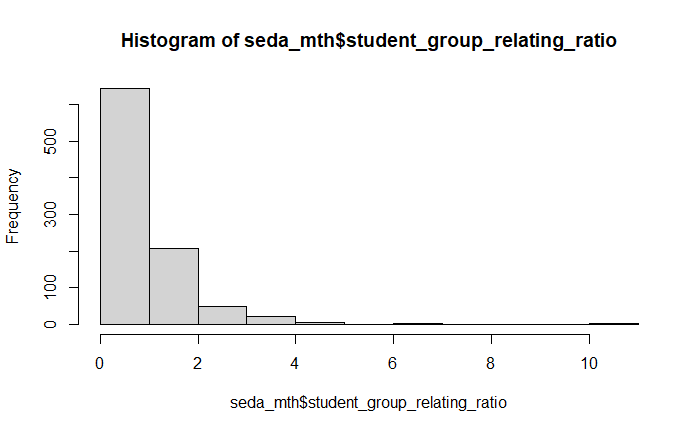 Histogram of seda_mth$student_group_relating_ratio
Frequency
500
300
100
0
0 2 4 6 8 10
seda_mth$student_group_relating_ratio